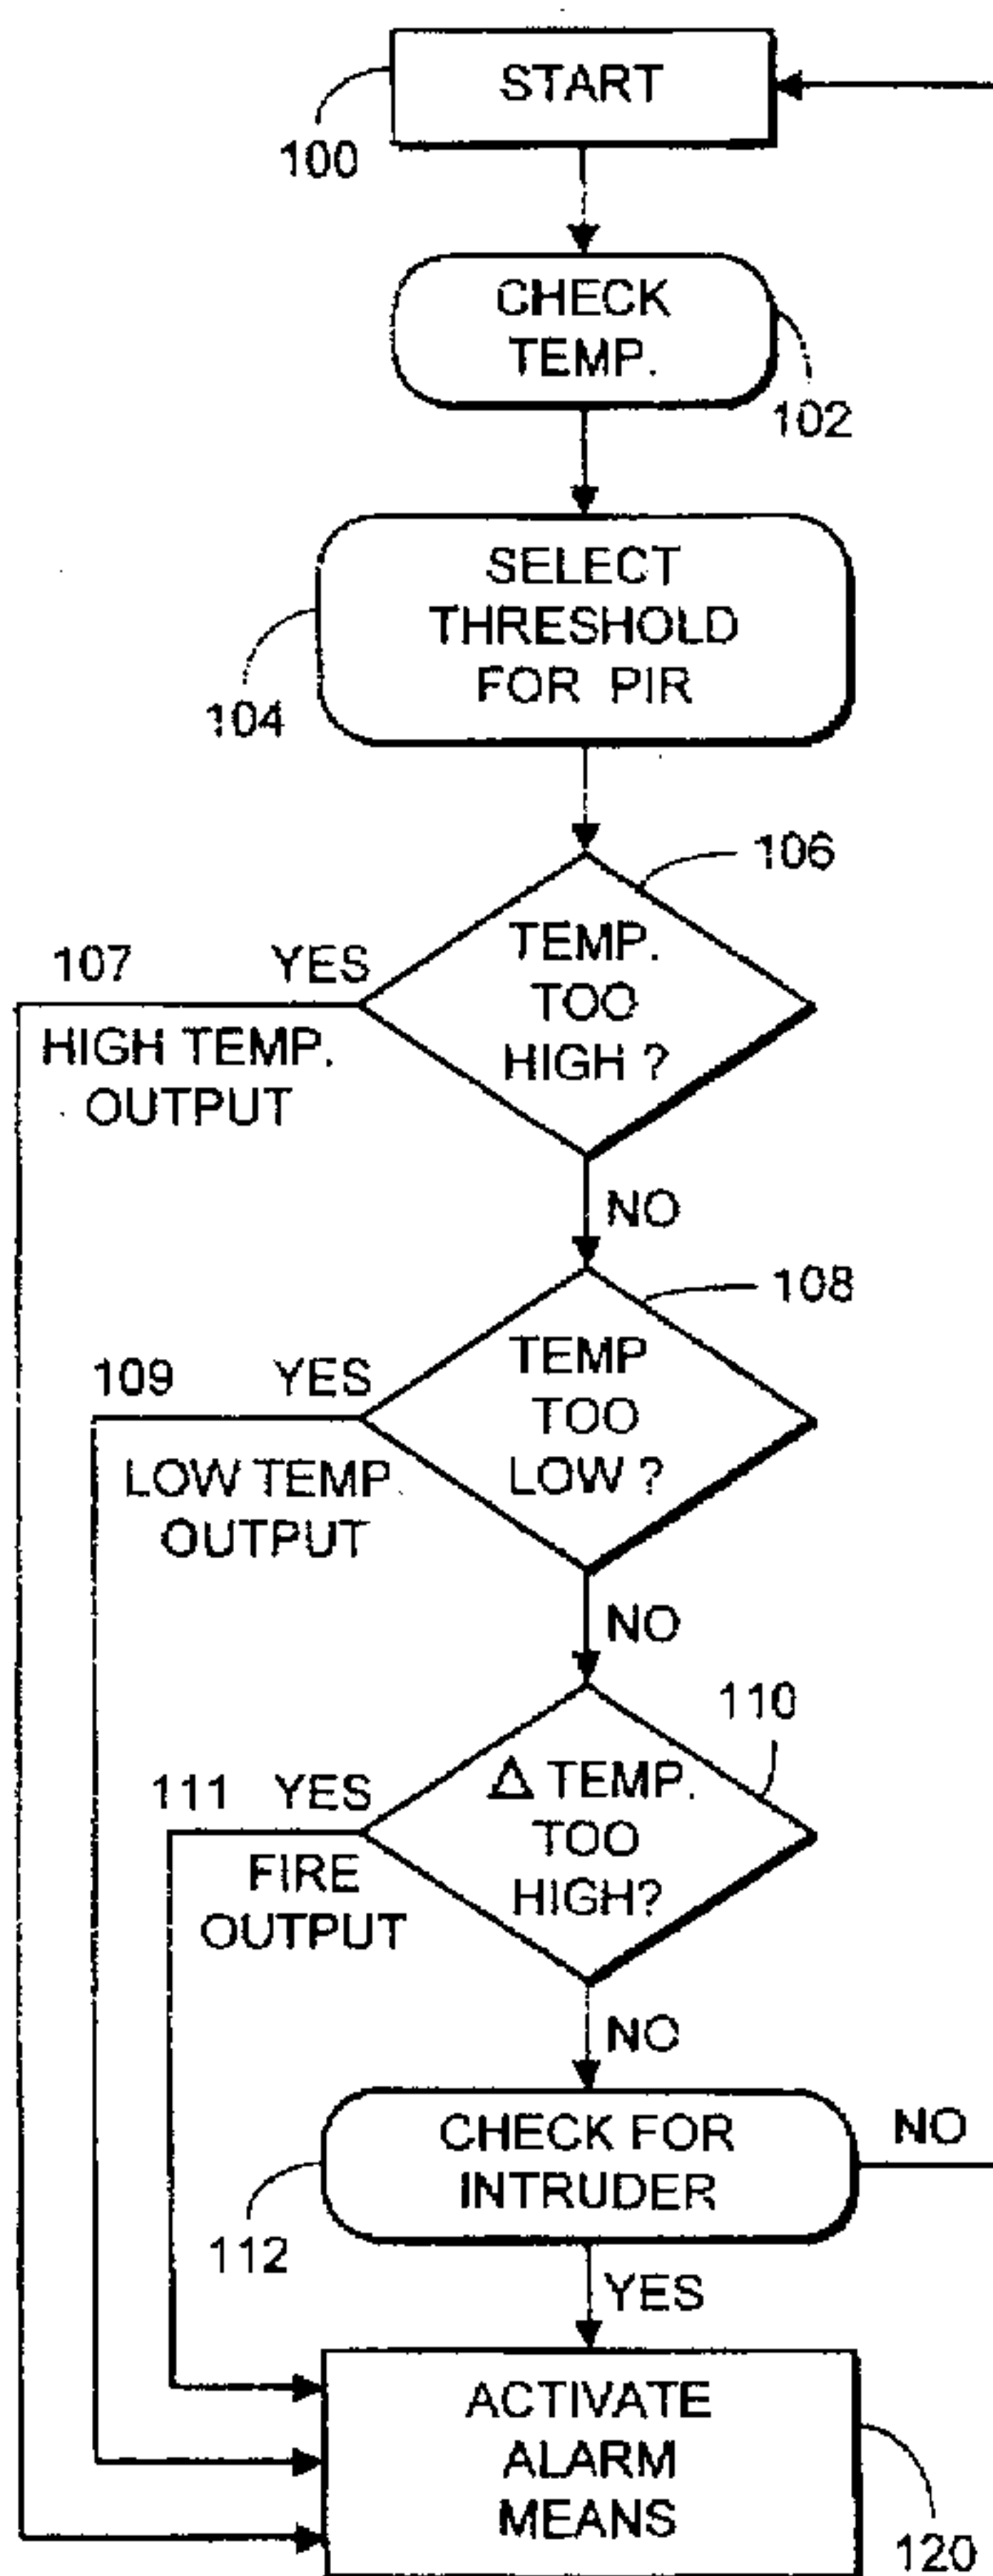 START
100
CHECK
TEMP.
102
SELECT
THRESHOLD
FOR PIR
104
106
TEMP.
TOO
HIGH ?
107 YES
HIGH TEMP.
OUTPUT
NO
108
TEMP
TOO
LOW ?
109 YES
LOW TEMP
OUTPUT
NO
110
Δ TEMP.
TOO
HIGH?
111 YES
FIRE
OUTPUT
NO
CHECK FOR
INTRUDER
NO
112
YES
ACTIVATE
ALARM
MEANS
120